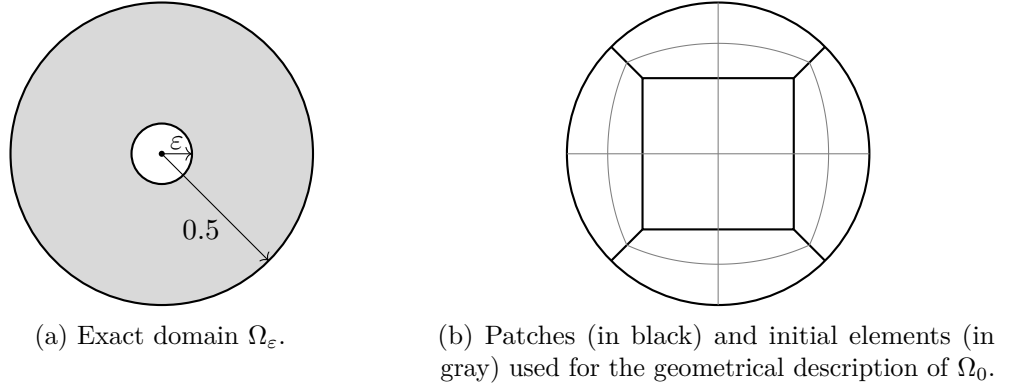 ε
0.5
(a) Exact domain Ωε.
(b) Patches (in black) and initial elements (in
gray) used for the geometrical description of Ω0.